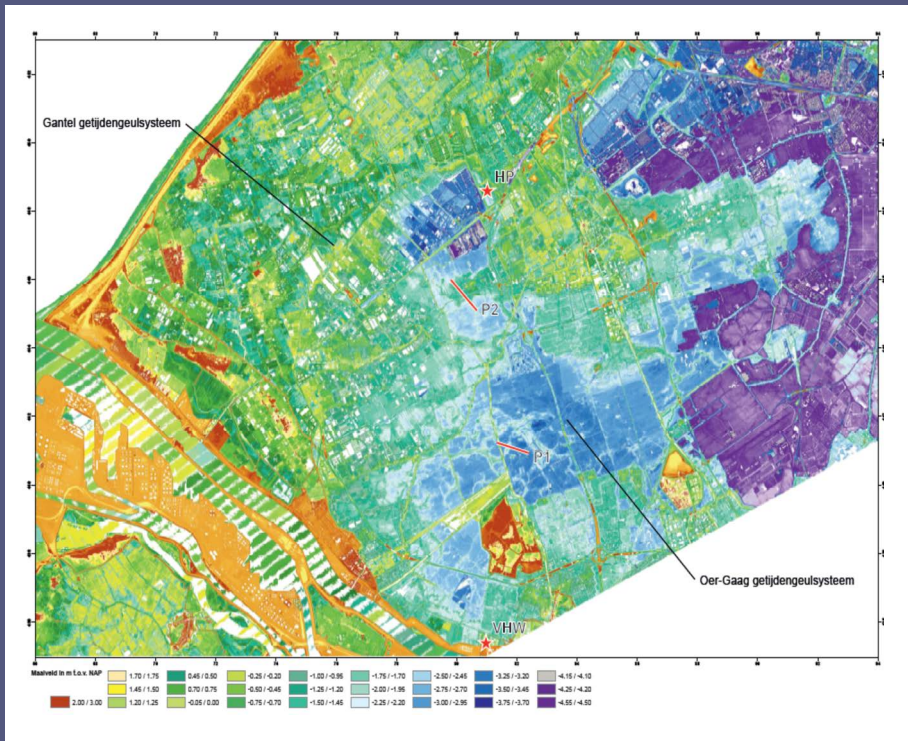 Gantel getijdengeulsysteem
HP
P2
P1
Oer-Gaag getijdengeulsysteem
VHW
Maaiveld in m t.o.v. NAP
1.70 / 1.75 0.45 / 0.50 -0.25 / -0.20 -1.00 / -0.95 -1.75 / -1.70 -2.50 / -2.45 -3.25 / -3.20 -4.15 / -4.10
1.45 / 1.50 0.70 / 0.75 -0.50 / -0.45 -1.25 / -1.20 -2.00 / -1.95 -2.75 / -2.70 -3.50 / -3.45 -4.25 / -4.20
2.00 / 3.00 1.20 / 1.25 -0.05 / 0.00 -0.75 / -0.70 -1.50 / -1.45 -2.25 / -2.20 -3.00 / -2.95 -3.75 / -3.70 -4.55 / -4.50